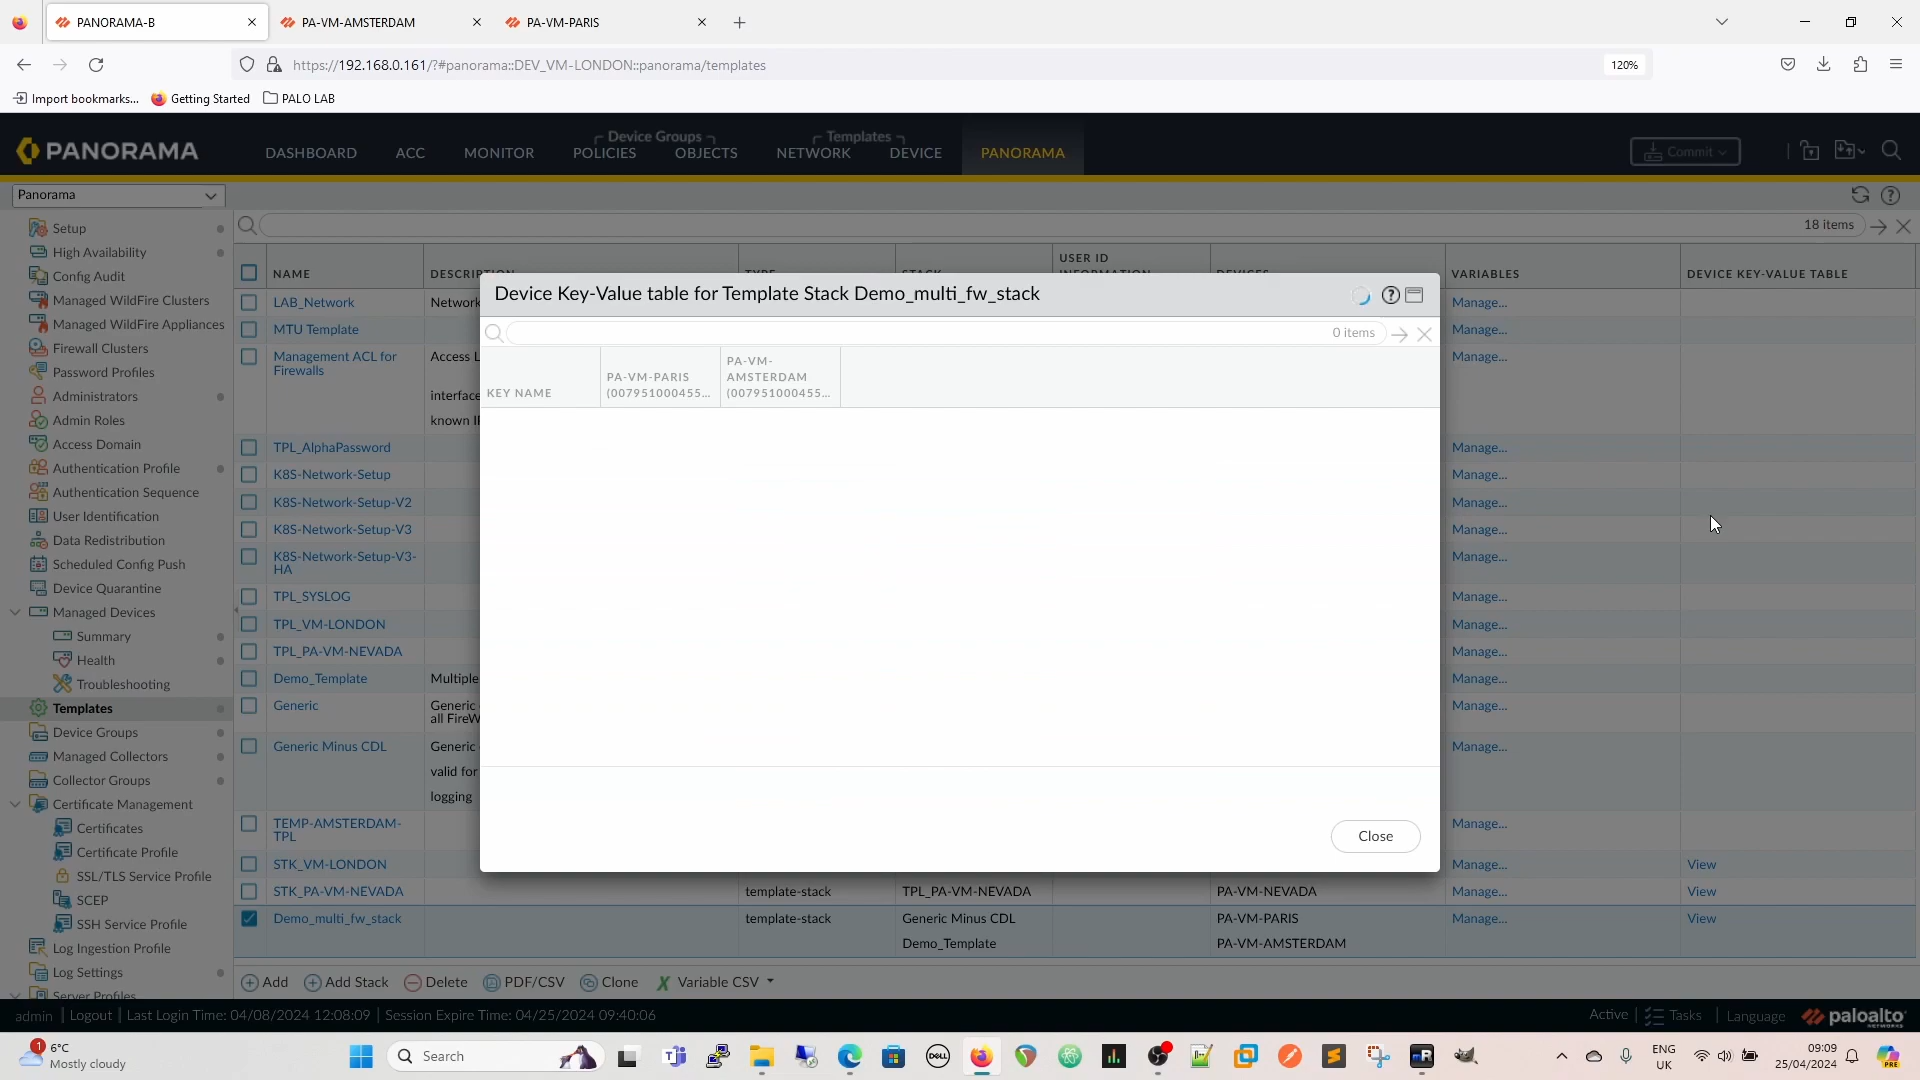 PANORAMA-B
PA-VM-AMSTERDAM
PA-VM-PARIS
https://192.168.0.161/?#panorama::DEV_VM-LONDON::panorama/templates
120%
Import bookmarks...
Getting Started
PALO LAB
PANORAMA
DASHBOARD
ACC
MONITOR
Device Groups
POLICIES
OBJECTS
Templates
NETWORK
DEVICE
PANORAMA
Commit
Panorama
18 items
Setup
High Availability
Config Audit
Managed WildFire Clusters
Managed WildFire Appliances
Firewall Clusters
Password Profiles
Administrators
Admin Roles
Access Domain
Authentication Profile
Authentication Sequence
User Identification
Data Redistribution
Scheduled Config Push
Device Quarantine
Managed Devices
Summary
Health
Troubleshooting
Templates
Device Groups
Managed Collectors
Collector Groups
Certificate Management
Certificates
Certificate Profile
SSL/TLS Service Profile
SCEP
SSH Service Profile
Log Ingestion Profile
Log Settings
Server Profiles
NAME
DESCRIPTION
TYPE
STACK
USER ID
INFORMATION
DEVICES
VARIABLES
DEVICE KEY-VALUE TABLE
LAB_Network
Network
Manage...
MTU Template
Manage...
Management ACL for
Firewalls
Access L
interface
known IP
Manage...
TPL_AlphaPassword
Manage...
K8S-Network-Setup
Manage...
K8S-Network-Setup-V2
Manage...
K8S-Network-Setup-V3
Manage...
K8S-Network-Setup-V3-
HA
Manage...
TPL_SYSLOG
Manage...
TPL_VM-LONDON
Manage...
TPL_PA-VM-NEVADA
Manage...
Demo_Template
Multiple
Manage...
Generic
Generic
all FireW
Manage...
Generic Minus CDL
Generic
valid for
logging
Manage...
TEMP-AMSTERDAM-
TPL
Manage...
STK_VM-LONDON
Manage...
View
STK_PA-VM-NEVADA
template-stack
TPL_PA-VM-NEVADA
PA-VM-NEVADA
Manage...
View
Demo_multi_fw_stack
template-stack
Generic Minus CDL
Demo_Template
PA-VM-PARIS
PA-VM-AMSTERDAM
Manage...
View
Device Key-Value table for Template Stack Demo_multi_fw_stack
0 items
KEY NAME
PA-VM-PARIS
(007951000455...
PA-VM-
AMSTERDAM
(007951000455...
Close
Add
Add Stack
Delete
PDF/CSV
Clone
Variable CSV
admin | Logout | Last Login Time: 04/08/2024 12:08:09 | Session Expire Time: 04/25/2024 09:40:06
Active
Tasks
Language
paloalto
NETWORKS
1
6°C
Mostly cloudy
Search
DELL
ENG
UK
09:09
25/04/2024
PRE